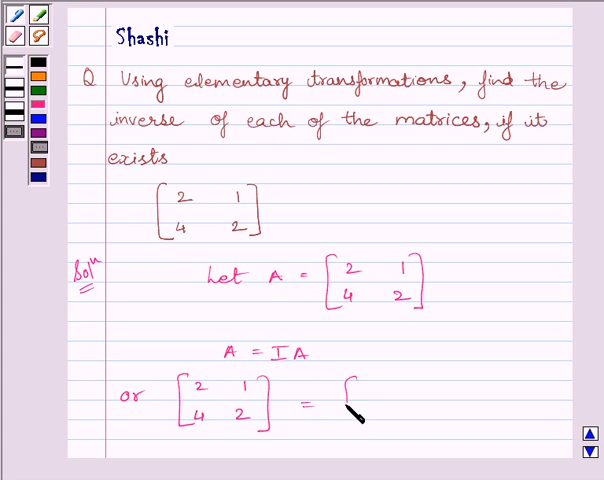 Shashi
Q Using elementary transformations, find the
inverse of each of the matrices, if it
exists
[2 1
4 2]
Solⁿ Let A = [2 1
4 2]
A = IA
or [2 1
4 2] = [